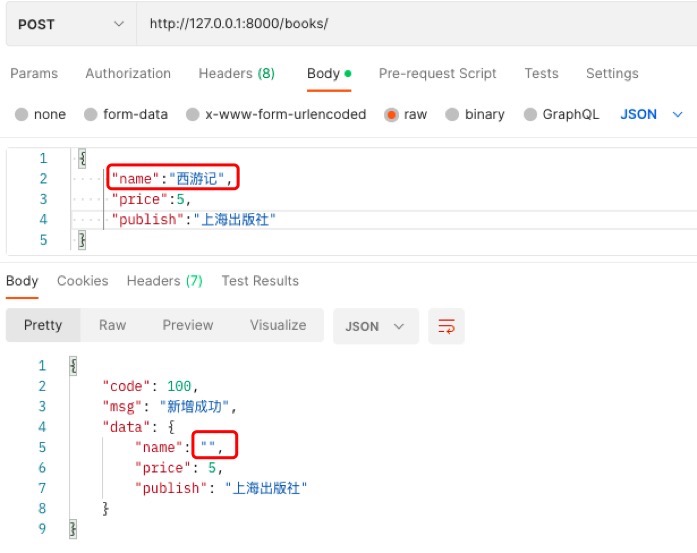 POST http://127.0.0.1:8000/books/
Params Authorization Headers (8) Body Pre-request Script Tests Settings
none form-data x-www-form-urlencoded raw binary GraphQL JSON
1 {
2 "name":"西游记",
3 "price":5,
4 "publish":"上海出版社"
5 }
Body Cookies Headers (7) Test Results
Pretty Raw Preview Visualize JSON
1 {
2 "code": 100,
3 "msg": "新增成功",
4 "data": {
5 "name": "",
6 "price": 5,
7 "publish": "上海出版社"
8 }
9 }